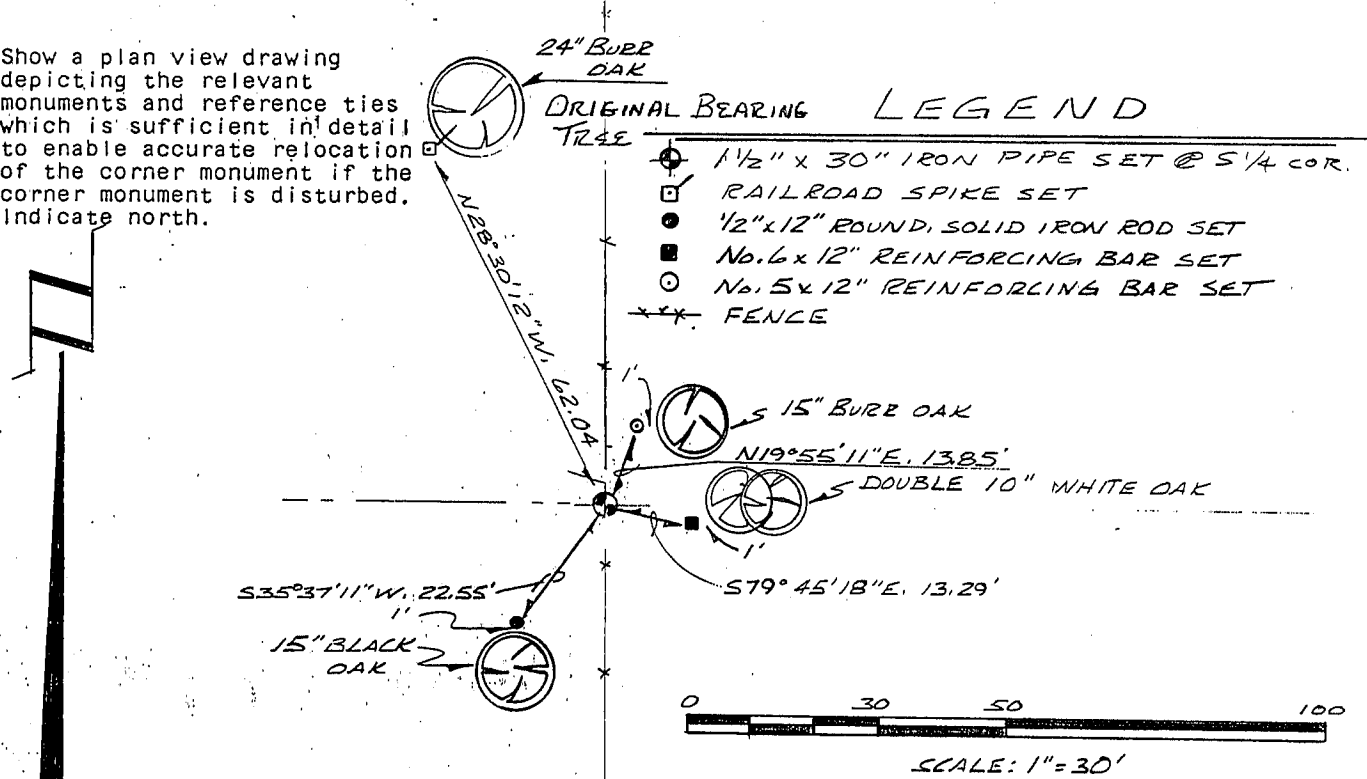 Show a plan view drawing
depicting the relevant
monuments and reference ties
which is sufficient in detail
to enable accurate relocation
of the corner monument if the
corner monument is disturbed.
Indicate north.
24" BURR
OAK
ORIGINAL BEARING
TREE
LEGEND
1 1/2" x 30" IRON PIPE SET @ S 1/4 COR.
RAILROAD SPIKE SET
1/2" x 12" ROUND, SOLID IRON ROD SET
No. 6 x 12" REINFORCING BAR SET
No. 5 x 12" REINFORCING BAR SET
FENCE
N28°30'12"W, 62.04
1'
15" BURR OAK
N19°55'11"E, 13.85'
DOUBLE 10" WHITE OAK
1'
S79°45'18"E, 13.29'
S35°37'11"W, 22.55'
1'
15" BLACK
OAK
0 30 50 100
SCALE: 1"=30'